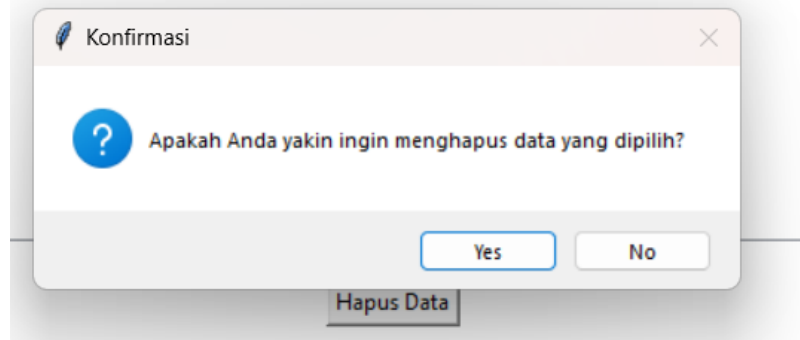 Konfirmasi
Apakah Anda yakin ingin menghapus data yang dipilih?
Yes No
Hapus Data